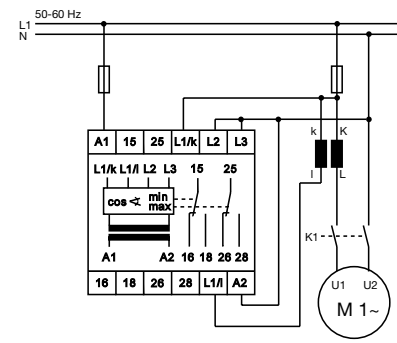 50-60 Hz
L1
N
A1 15 25 L1/k L2 L3
k K
L1/k L1/l L2 L3 15 25
cos ∢ min
max
l L
K1
A1 A2 16 18 26 28
16 18 26 28 L1/l A2
U1 U2
M 1~